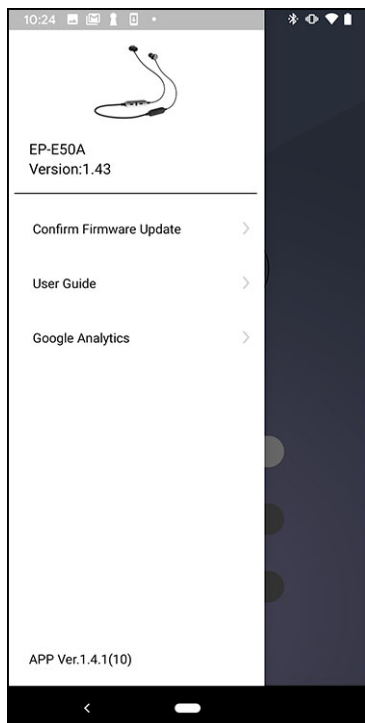 10:24
EP-E50A
Version:1.43
Confirm Firmware Update
User Guide
Google Analytics
APP Ver.1.4.1(10)